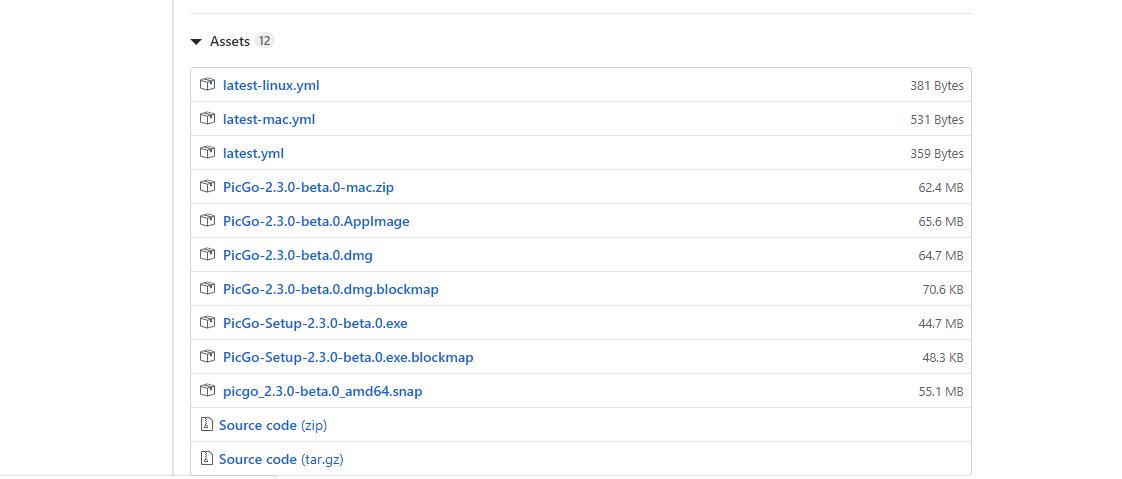 Assets 12
latest-linux.yml 381 Bytes
latest-mac.yml 531 Bytes
latest.yml 359 Bytes
PicGo-2.3.0-beta.0-mac.zip 62.4 MB
PicGo-2.3.0-beta.0.AppImage 65.6 MB
PicGo-2.3.0-beta.0.dmg 64.7 MB
PicGo-2.3.0-beta.0.dmg.blockmap 70.6 KB
PicGo-Setup-2.3.0-beta.0.exe 44.7 MB
PicGo-Setup-2.3.0-beta.0.exe.blockmap 48.3 KB
picgo_2.3.0-beta.0_amd64.snap 55.1 MB
Source code (zip)
Source code (tar.gz)